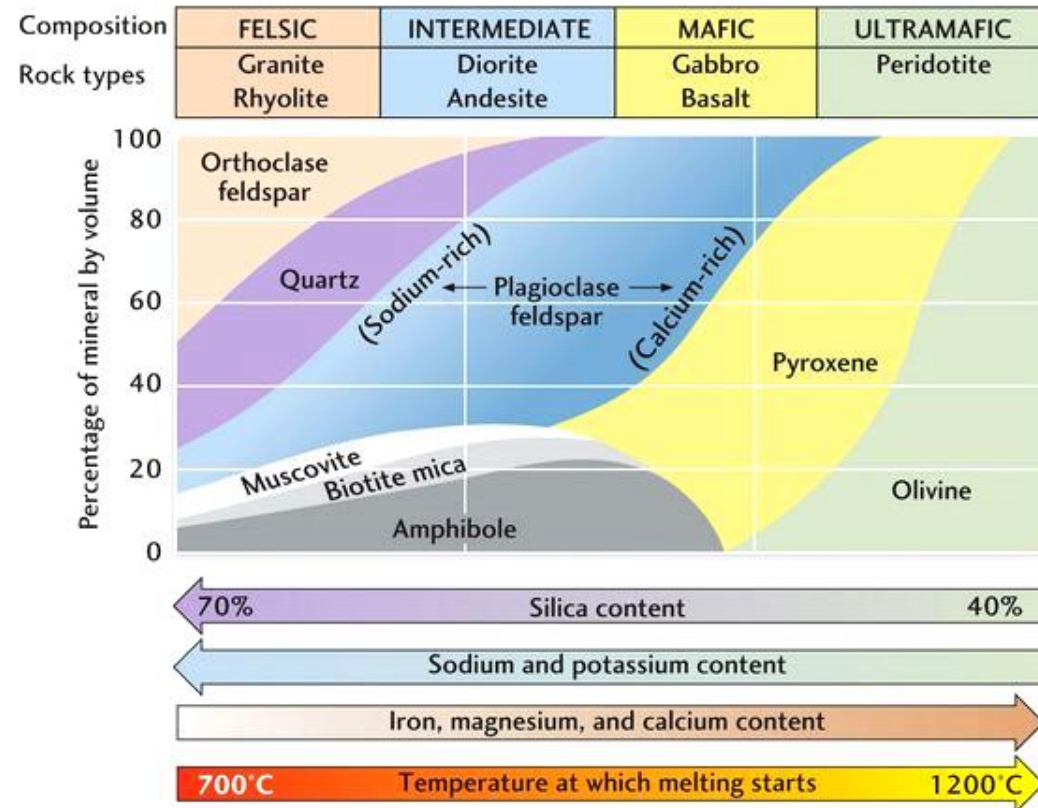 Composition FELSIC INTERMEDIATE MAFIC ULTRAMAFIC
Rock types Granite Diorite Gabbro Peridotite
Rhyolite Andesite Basalt
Percentage of mineral by volume
100
80
60
40
20
0
Orthoclase
feldspar
Quartz
(Sodium-rich)
Plagioclase
feldspar
(Calcium-rich)
Pyroxene
Muscovite
Biotite mica
Amphibole
Olivine
70% Silica content 40%
Sodium and potassium content
Iron, magnesium, and calcium content
700°C Temperature at which melting starts 1200°C